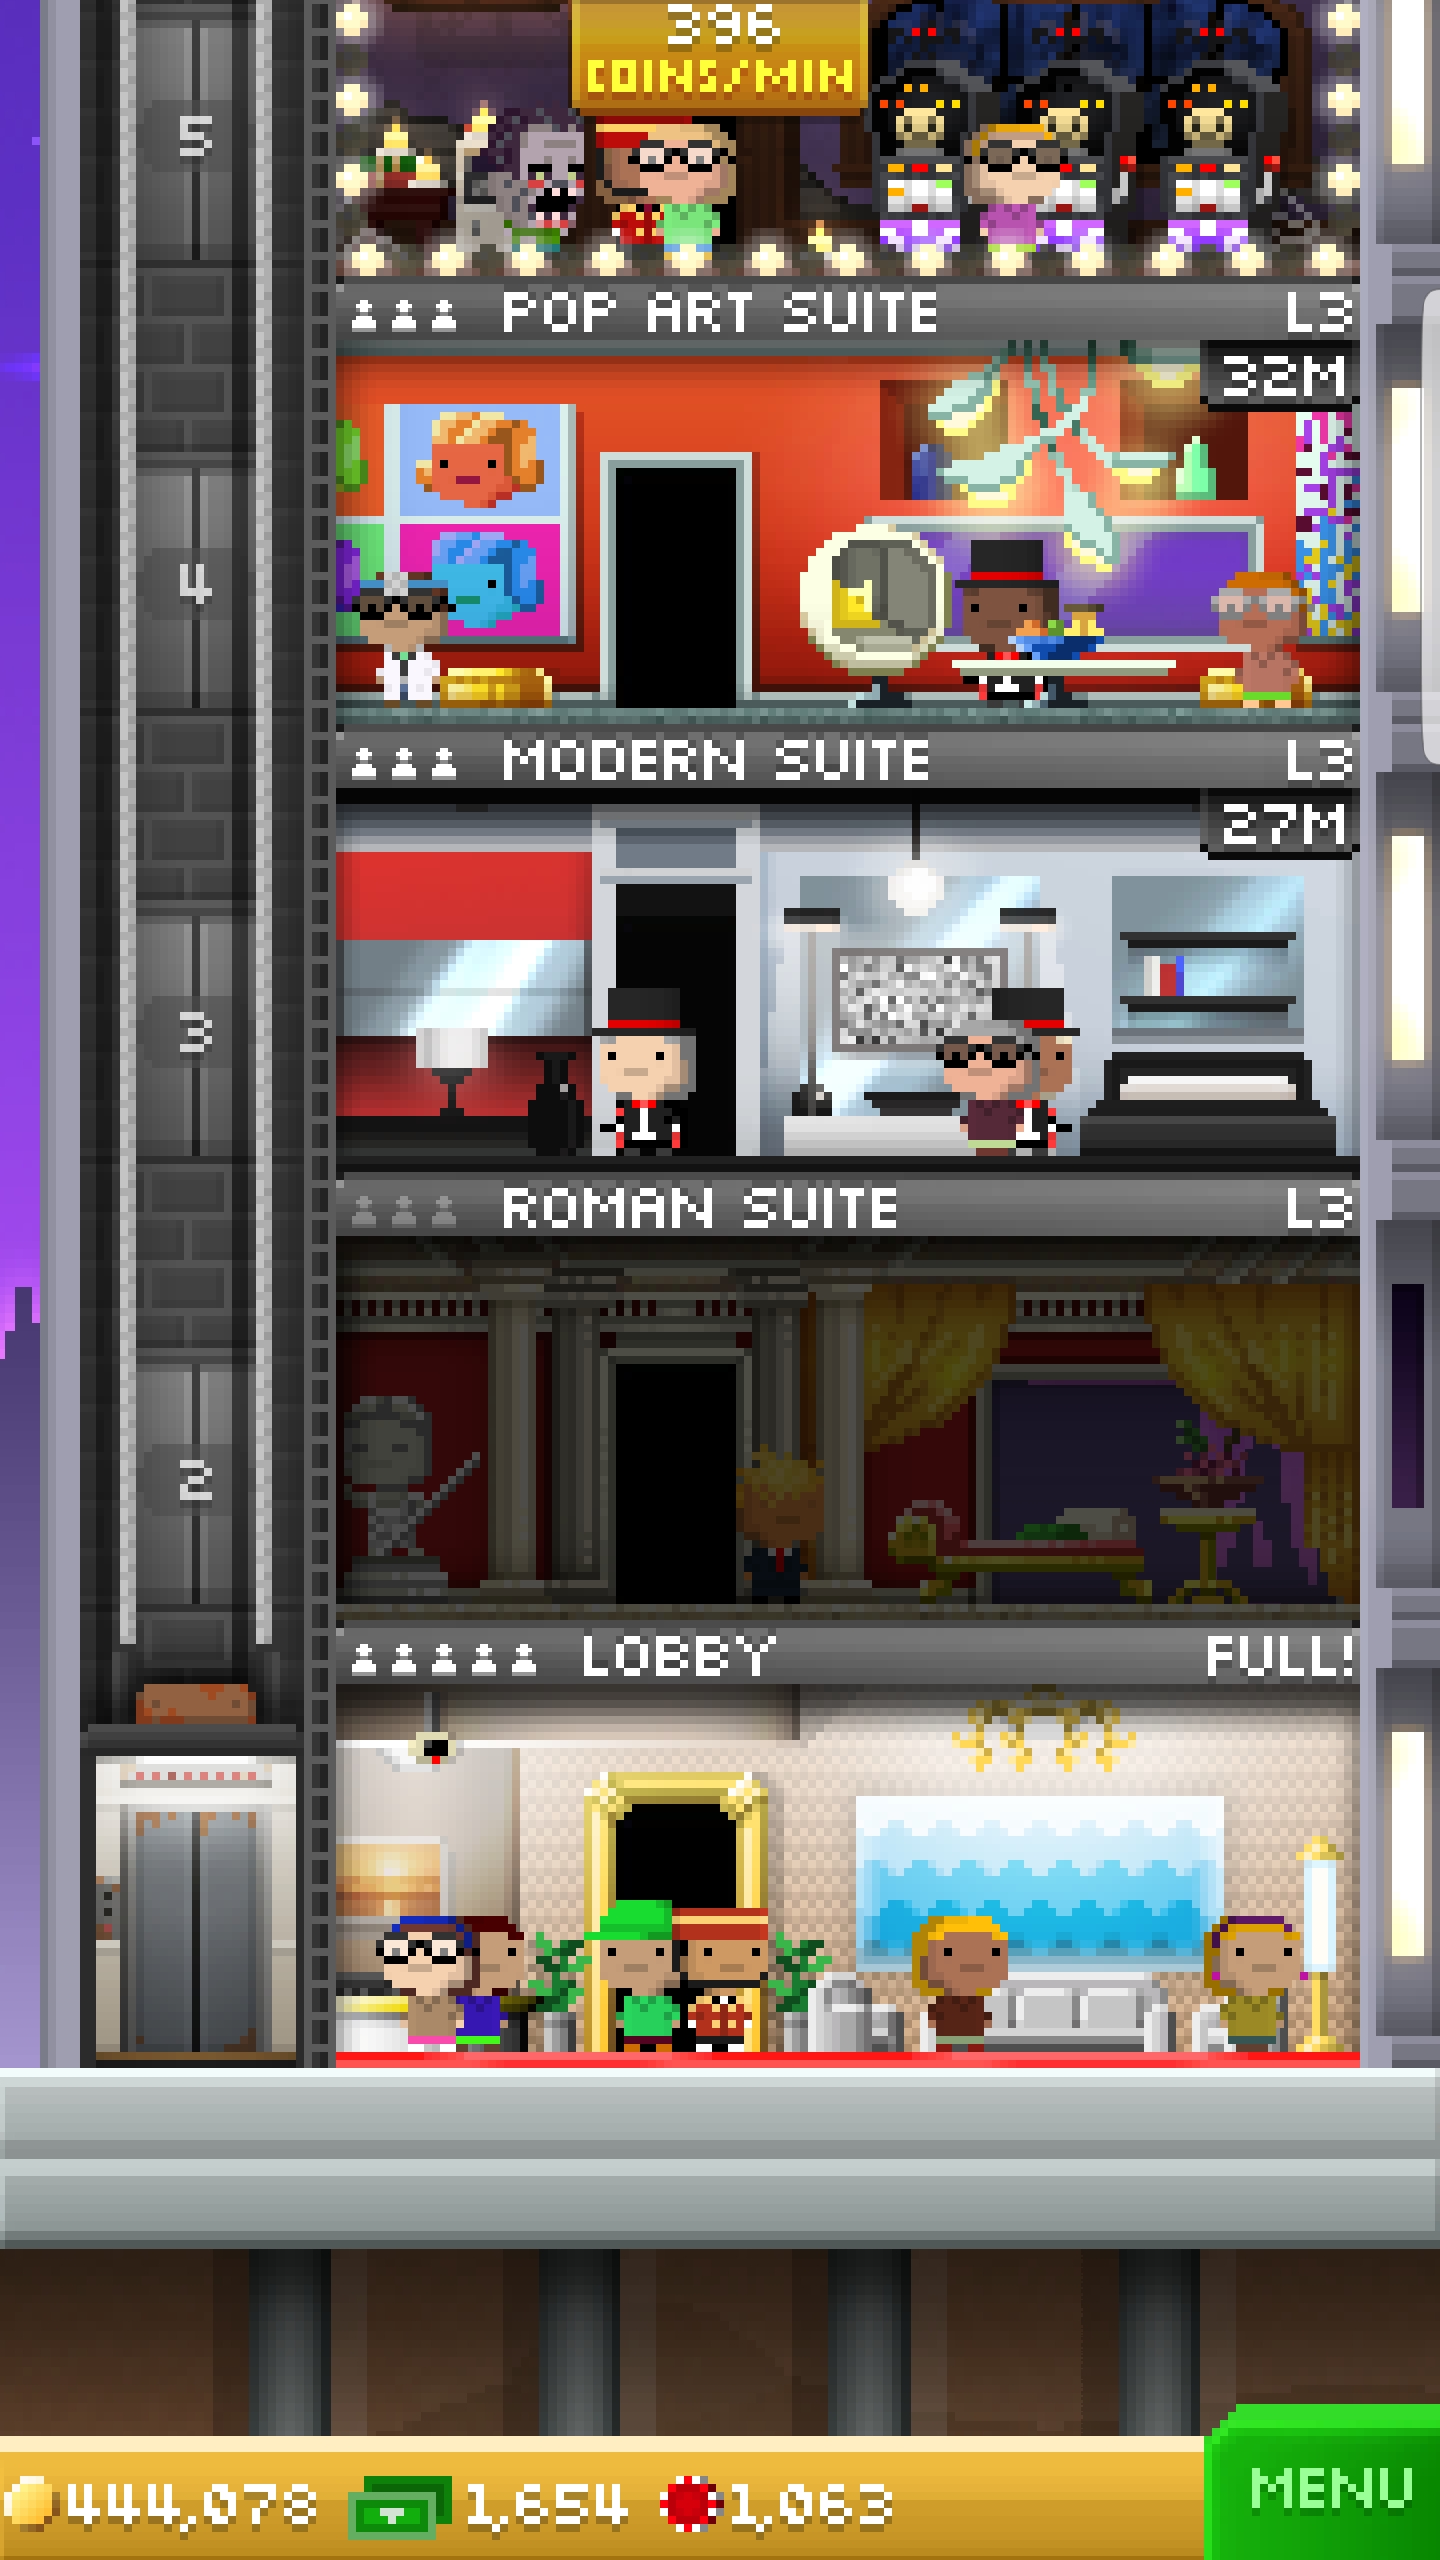 396
COINS/MIN
5
POP ART SUITE L3
32M
4
MODERN SUITE L3
27M
3
ROMAN SUITE L3
2
LOBBY FULL!
444,078 1,654 1,063 MENU